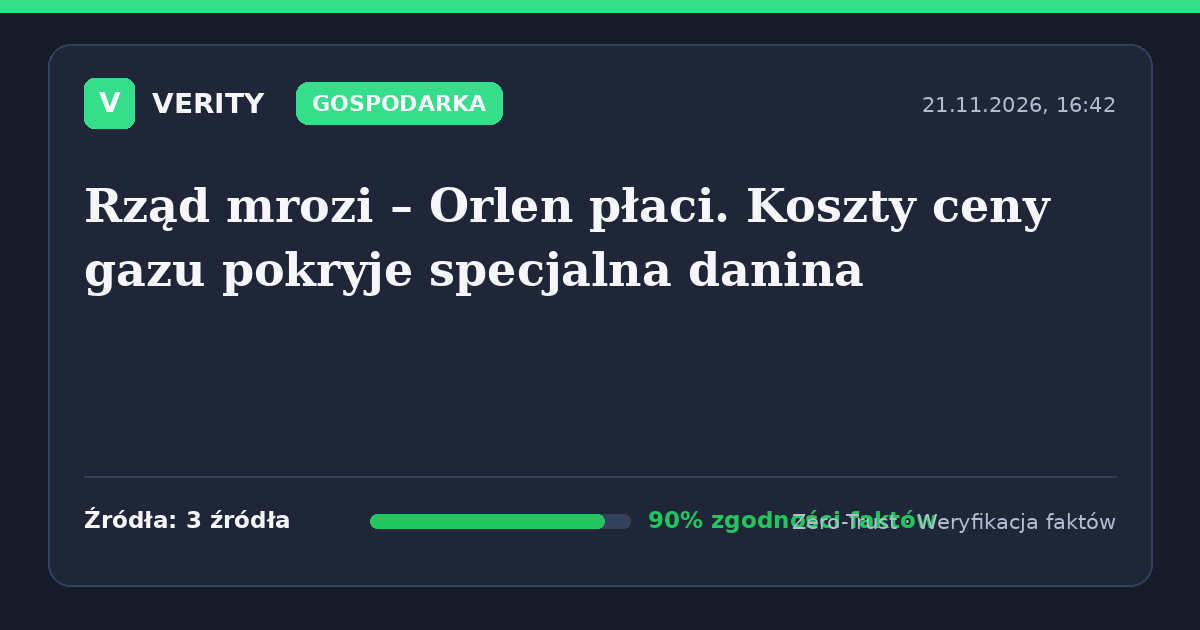 V VERITY GOSPODARKA 21.11.2026, 16:42
Rząd mrozi – Orlen płaci. Koszty ceny
gazu pokryje specjalna danina
Źródła: 3 źródła 90% zgodności faktów Zero-Trust · Weryfikacja faktów